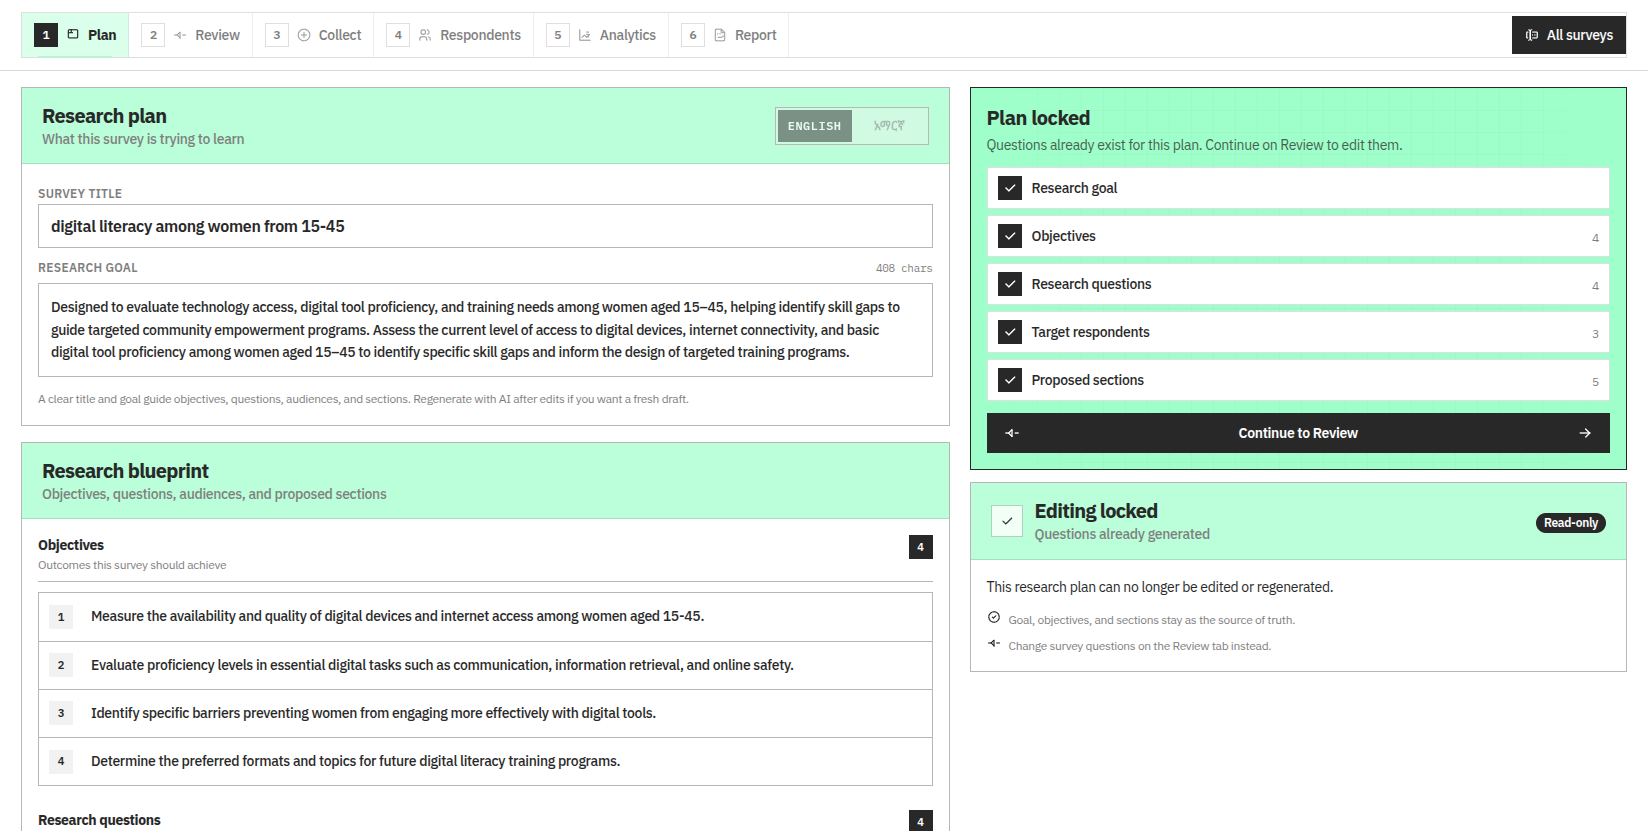 1 Plan
2 Review
3 Collect
4 Respondents
5 Analytics
6 Report
All surveys
Research plan
What this survey is trying to learn
ENGLISH
አማርኛ
SURVEY TITLE
digital literacy among women from 15-45
RESEARCH GOAL
408 chars
Designed to evaluate technology access, digital tool proficiency, and training needs among women aged 15–45, helping identify skill gaps to
guide targeted community empowerment programs. Assess the current level of access to digital devices, internet connectivity, and basic
digital tool proficiency among women aged 15–45 to identify specific skill gaps and inform the design of targeted training programs.
A clear title and goal guide objectives, questions, audiences, and sections. Regenerate with AI after edits if you want a fresh draft.
Research blueprint
Objectives, questions, audiences, and proposed sections
Objectives
4
Outcomes this survey should achieve
1 Measure the availability and quality of digital devices and internet access among women aged 15-45.
2 Evaluate proficiency levels in essential digital tasks such as communication, information retrieval, and online safety.
3 Identify specific barriers preventing women from engaging more effectively with digital tools.
4 Determine the preferred formats and topics for future digital literacy training programs.
Research questions
4
Plan locked
Questions already exist for this plan. Continue on Review to edit them.
Research goal
Objectives 4
Research questions 4
Target respondents 3
Proposed sections 5
Continue to Review
Editing locked
Questions already generated
Read-only
This research plan can no longer be edited or regenerated.
Goal, objectives, and sections stay as the source of truth.
Change survey questions on the Review tab instead.